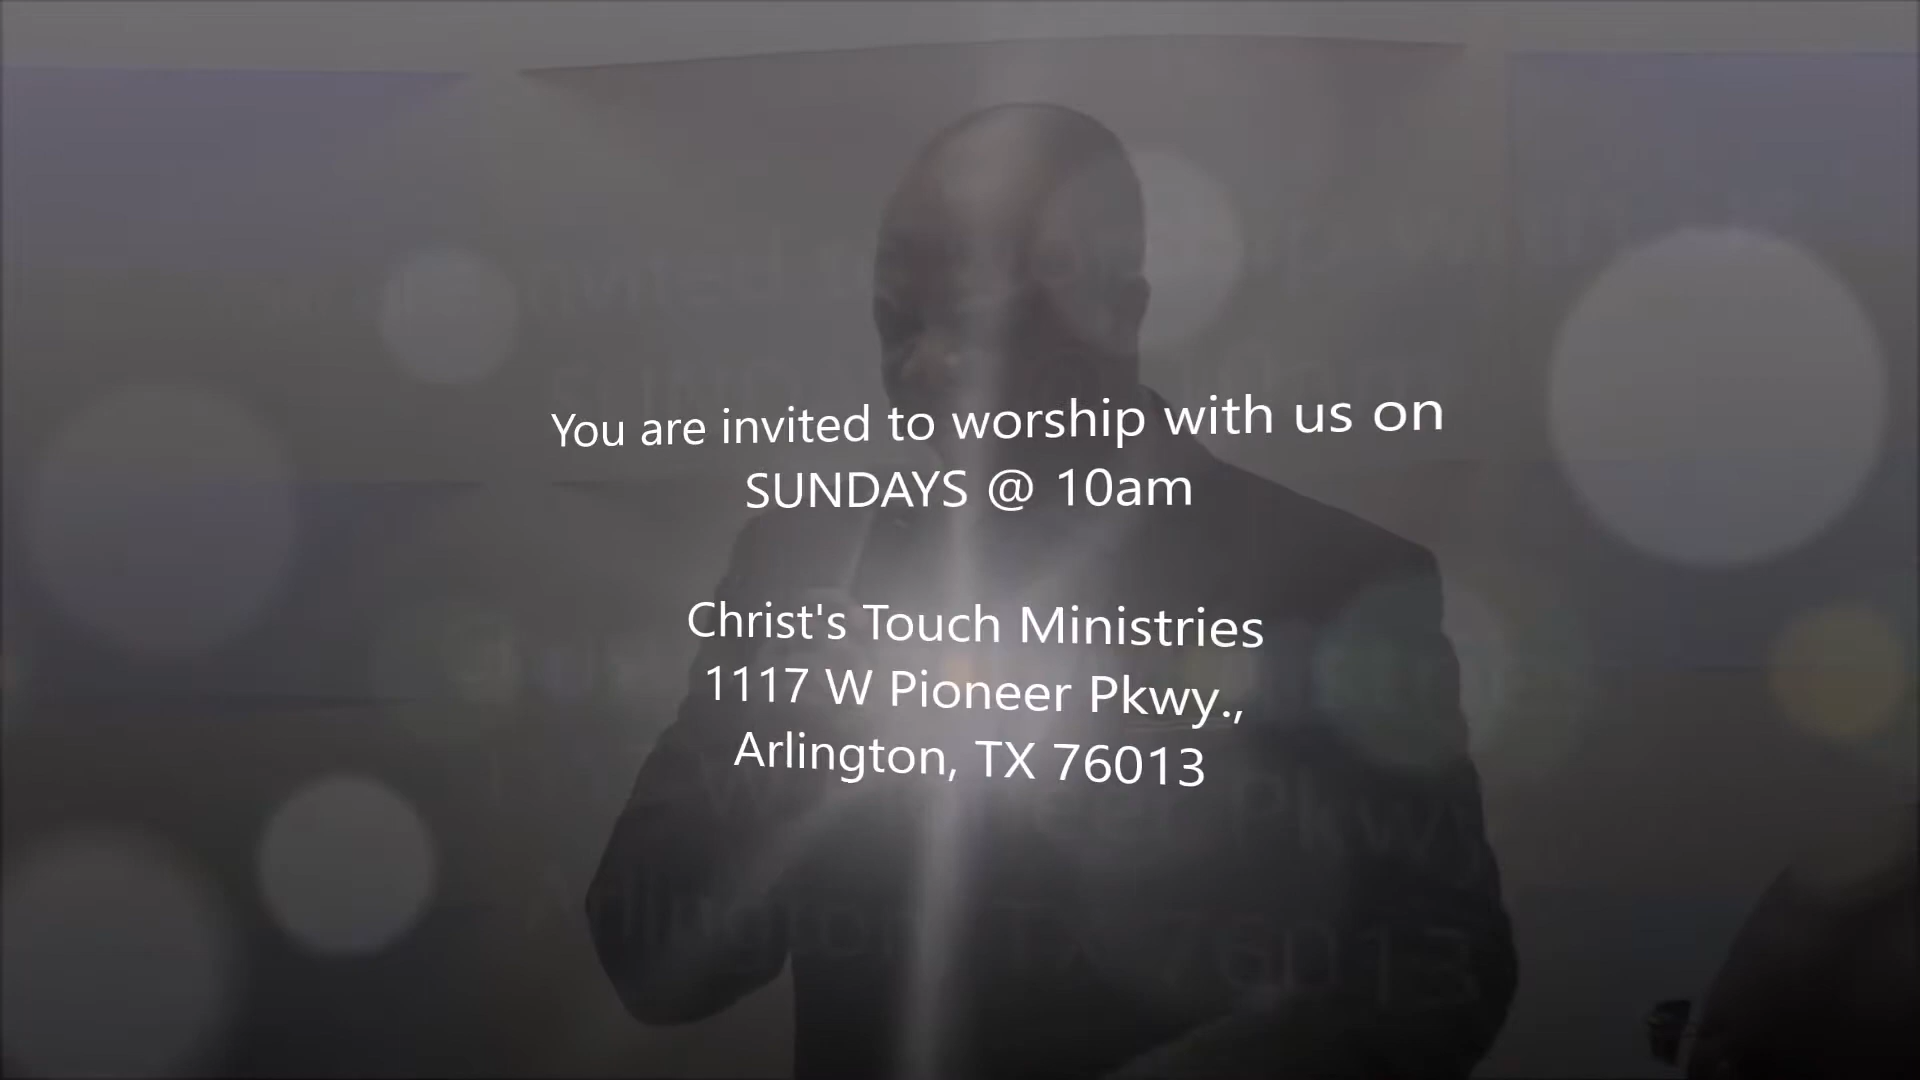 You are invited to worship with us on
SUNDAYS @ 10am
Christ's Touch Ministries
1117 W Pioneer Pkwy.,
Arlington, TX 76013